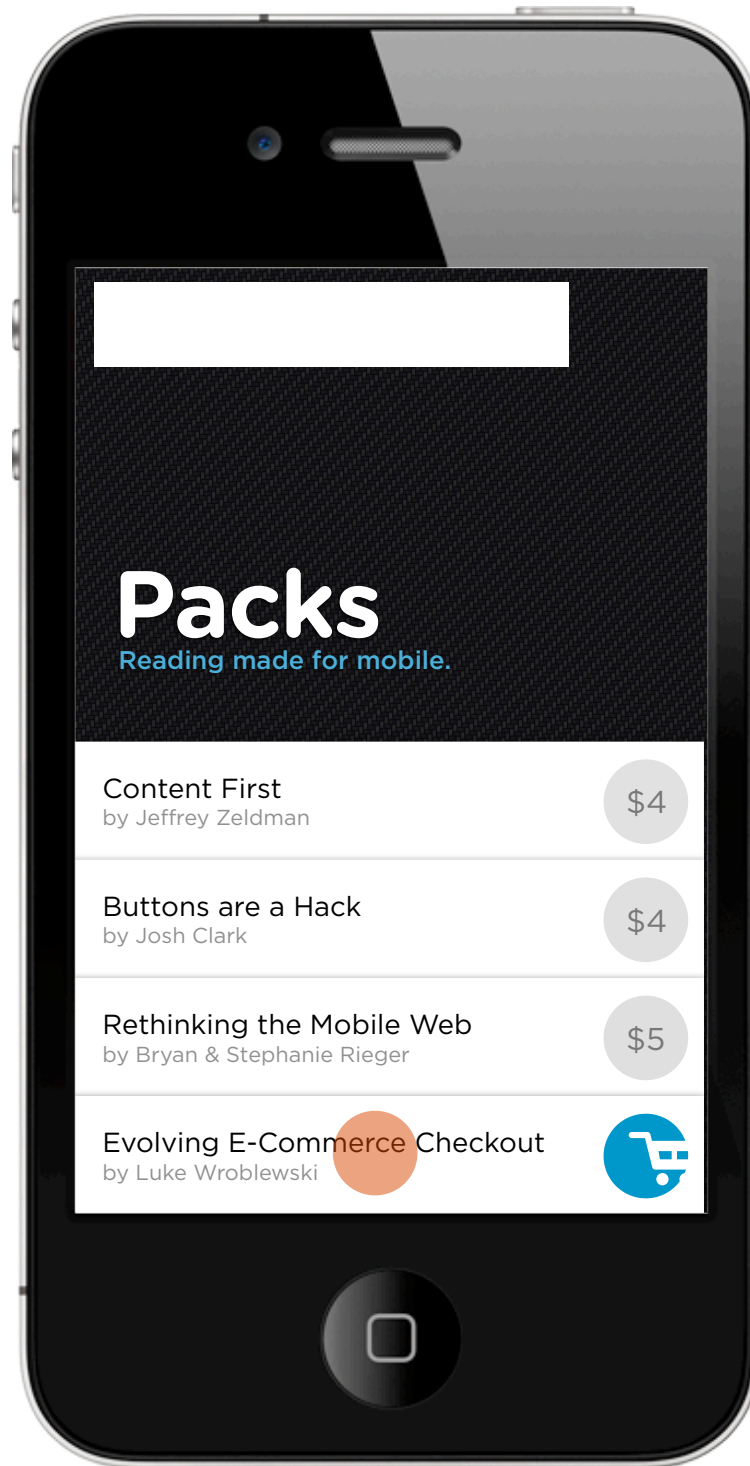 Packs
Reading made for mobile.
Content First
by Jeffrey Zeldman
$4
Buttons are a Hack
by Josh Clark
$4
Rethinking the Mobile Web
by Bryan & Stephanie Rieger
$5
Evolving E-Commerce Checkout
by Luke Wroblewski